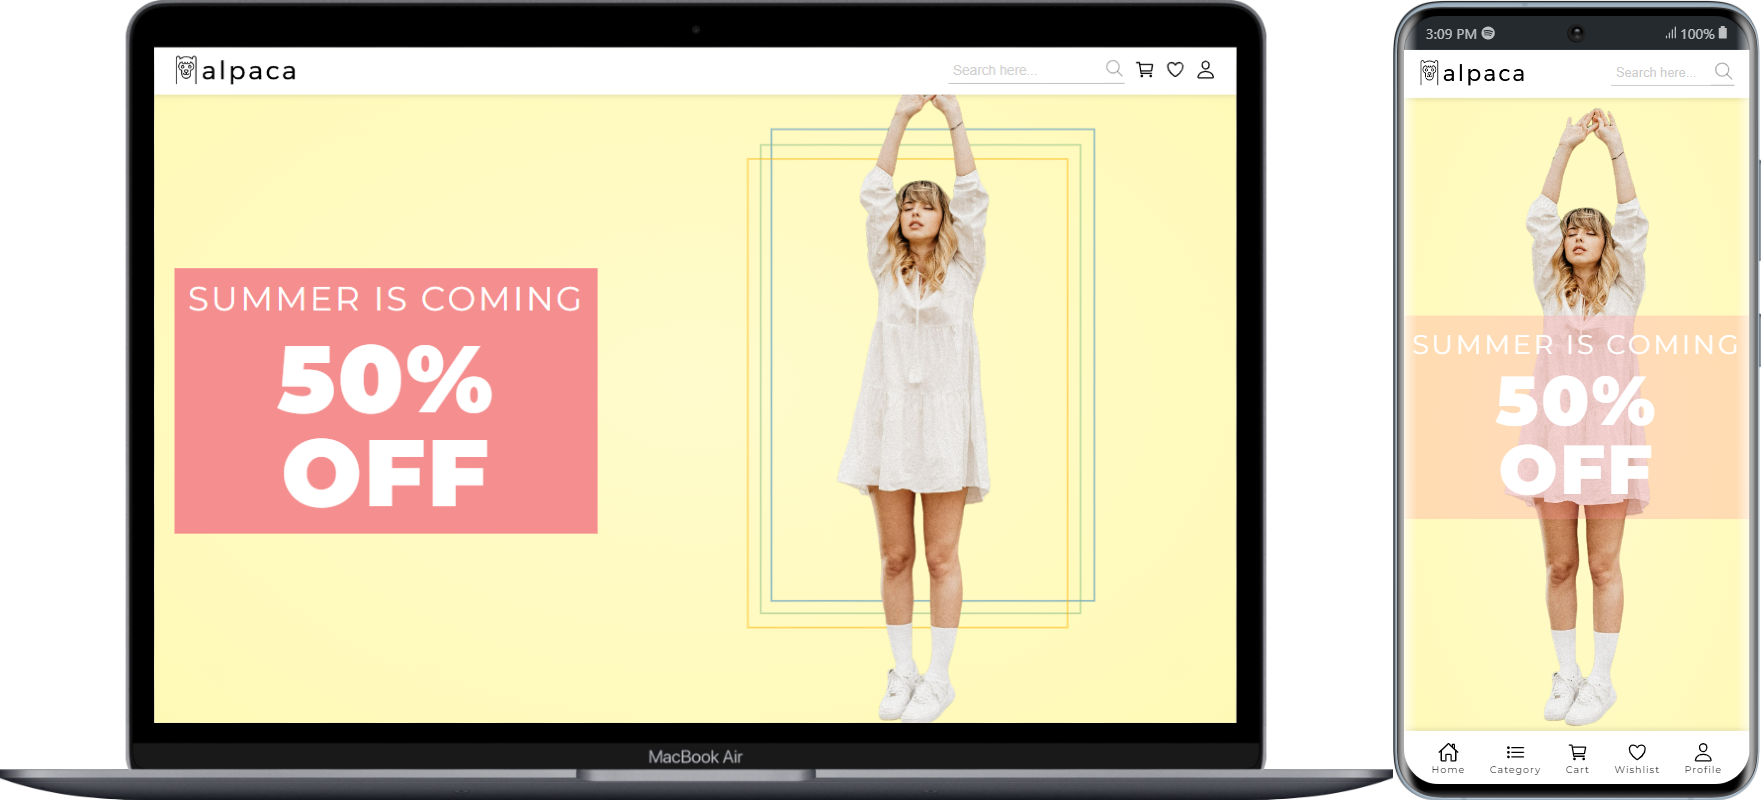 alpaca
Search here...
SUMMER IS COMING
50%
OFF
MacBook Air
3:09 PM
100%
alpaca
Search here...
SUMMER IS COMING
50%
OFF
Home Category Cart Wishlist Profile